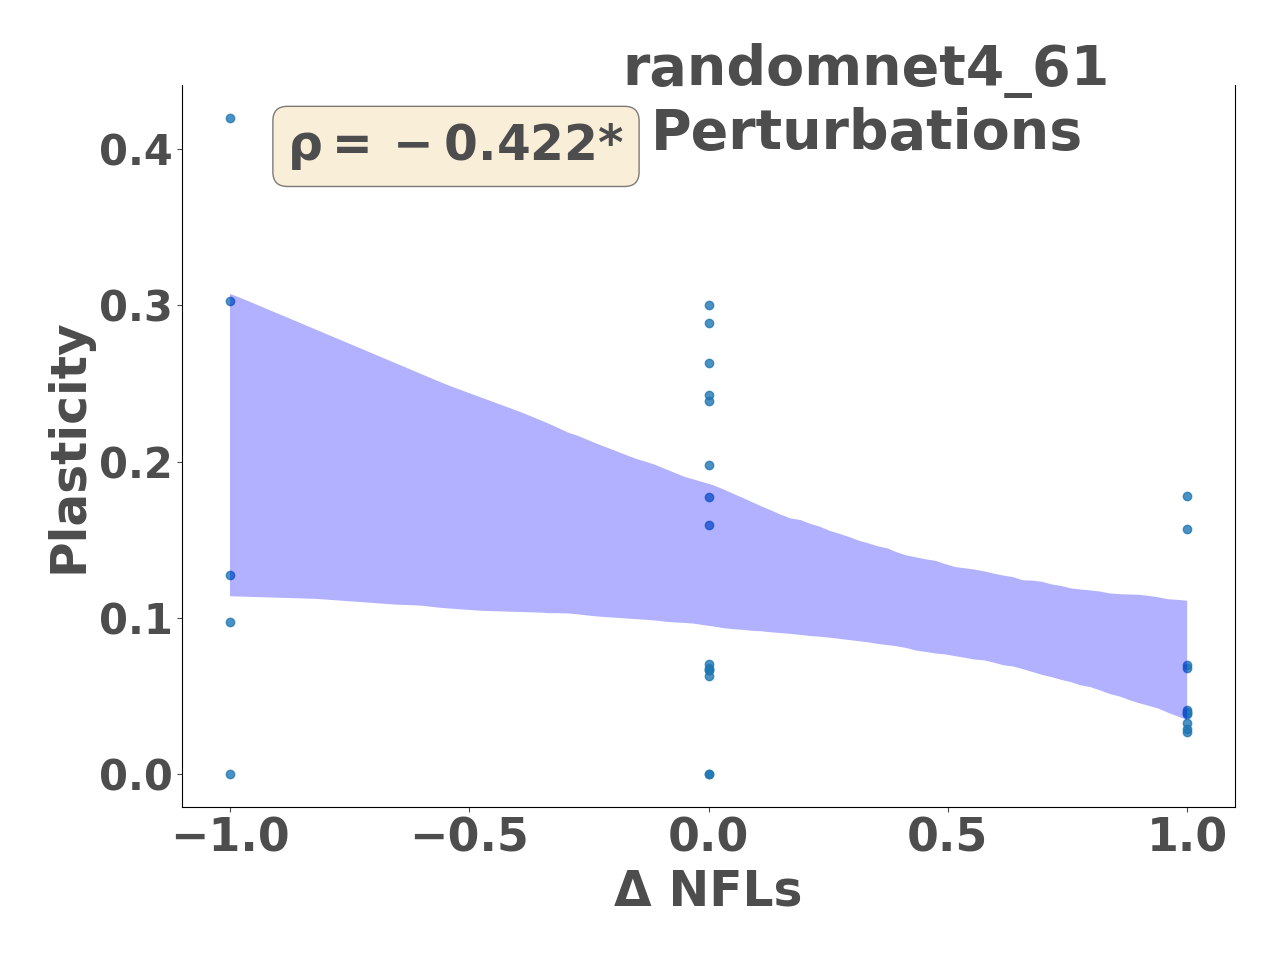 randomnet4_61
Perturbations
ρ = −0.422*
Plasticity
0.4
0.3
0.2
0.1
0.0
−1.0 −0.5 0.0 0.5 1.0
Δ NFLs